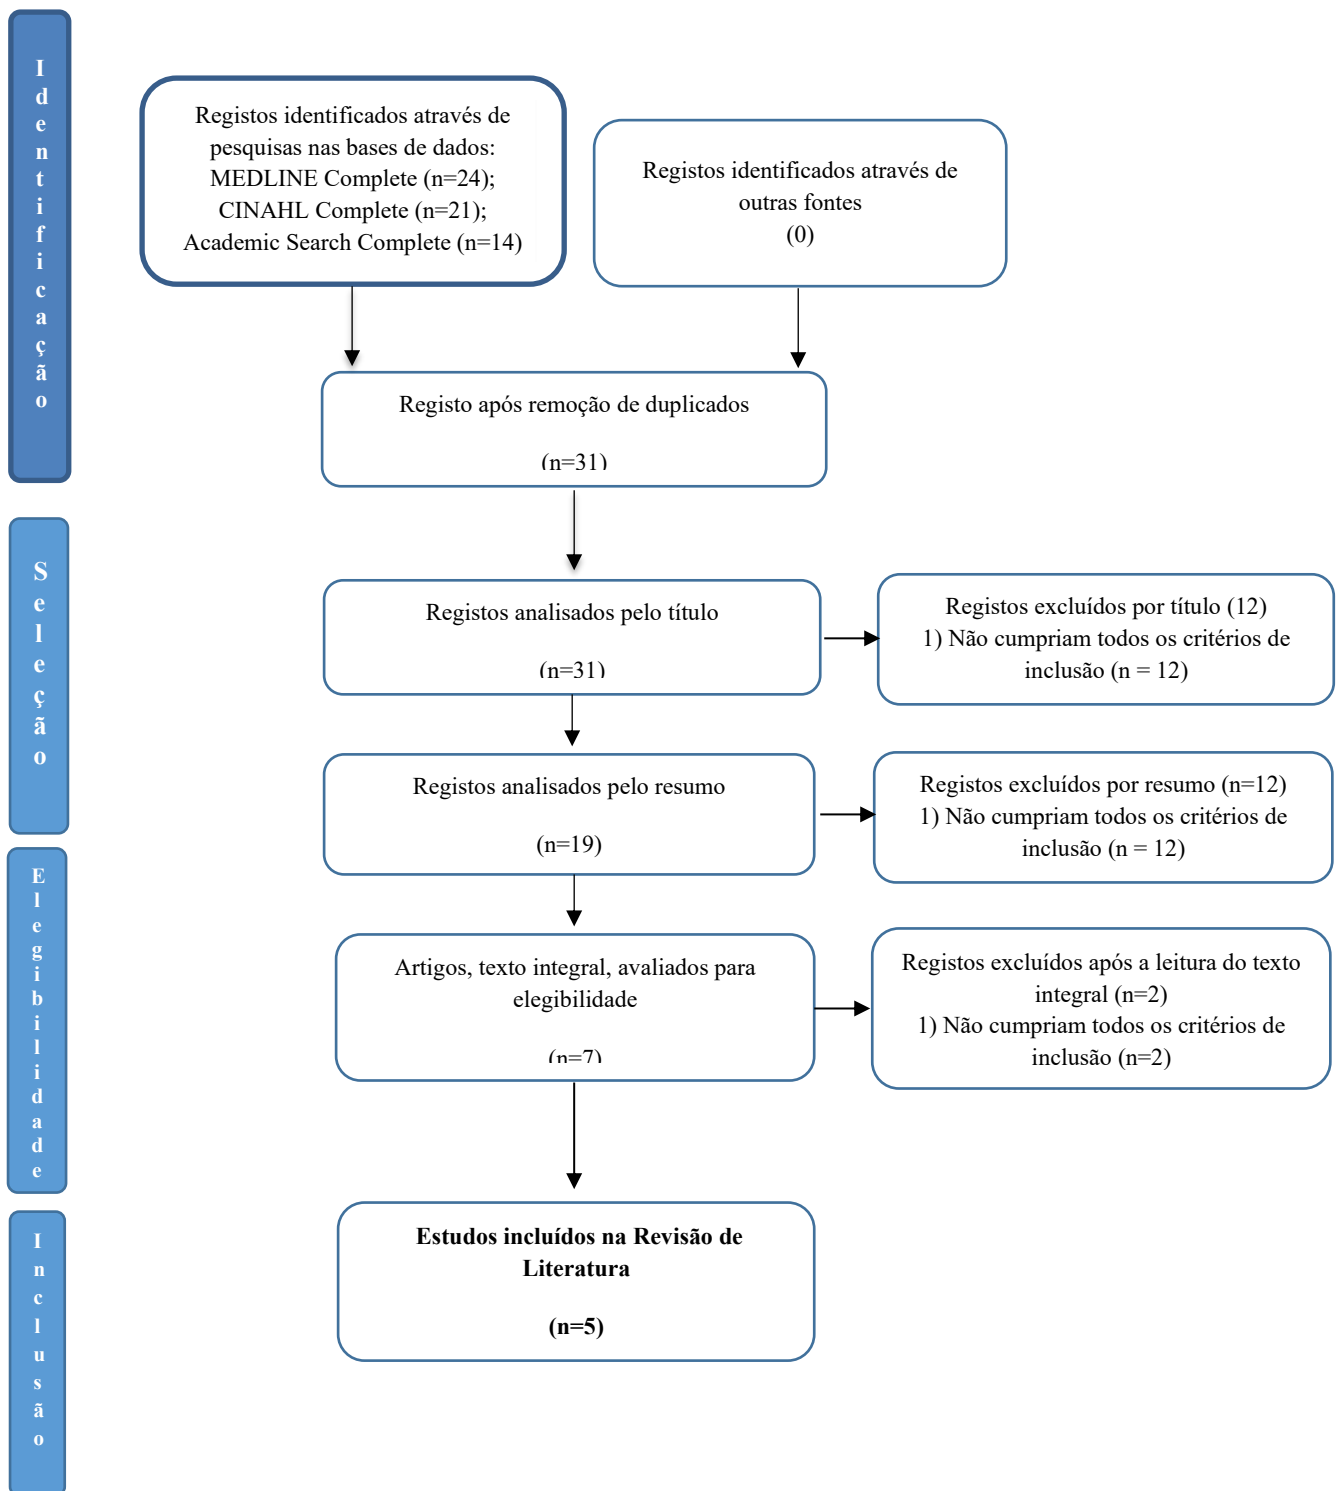 Identificação
Registos identificados através de
pesquisas nas bases de dados:
MEDLINE Complete (n=24);
CINAHL Complete (n=21);
Academic Search Complete (n=14)
Registos identificados através de
outras fontes
(0)
Registo após remoção de duplicados
(n=31)
Seleção
Registos analisados pelo título
(n=31)
Registos excluídos por título (12)
1) Não cumpriam todos os critérios de
inclusão (n = 12)
Registos analisados pelo resumo
(n=19)
Registos excluídos por resumo (n=12)
1) Não cumpriam todos os critérios de
inclusão (n = 12)
Elegibilidade
Artigos, texto integral, avaliados para
elegibilidade
(n=7)
Registos excluídos após a leitura do texto
integral (n=2)
1) Não cumpriam todos os critérios de
inclusão (n=2)
Inclusão
Estudos incluídos na Revisão de
Literatura
(n=5)